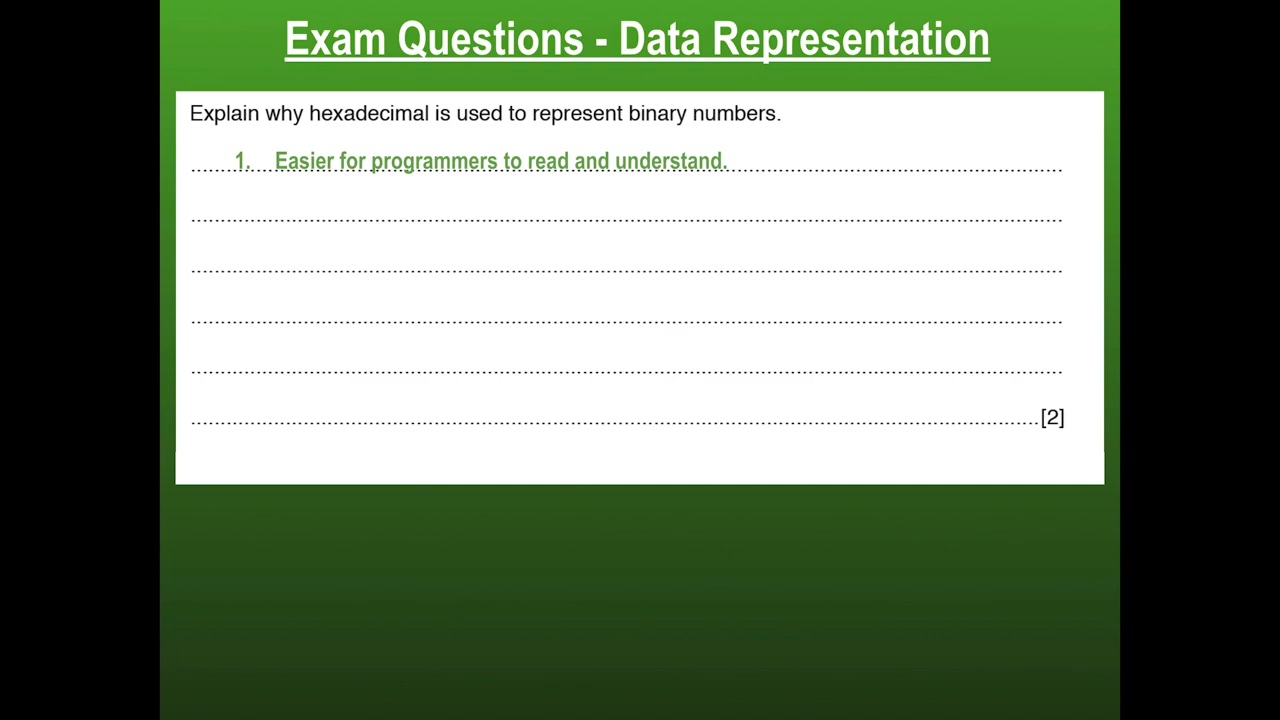 Exam Questions - Data Representation
Explain why hexadecimal is used to represent binary numbers.
1. Easier for programmers to read and understand.
[2]